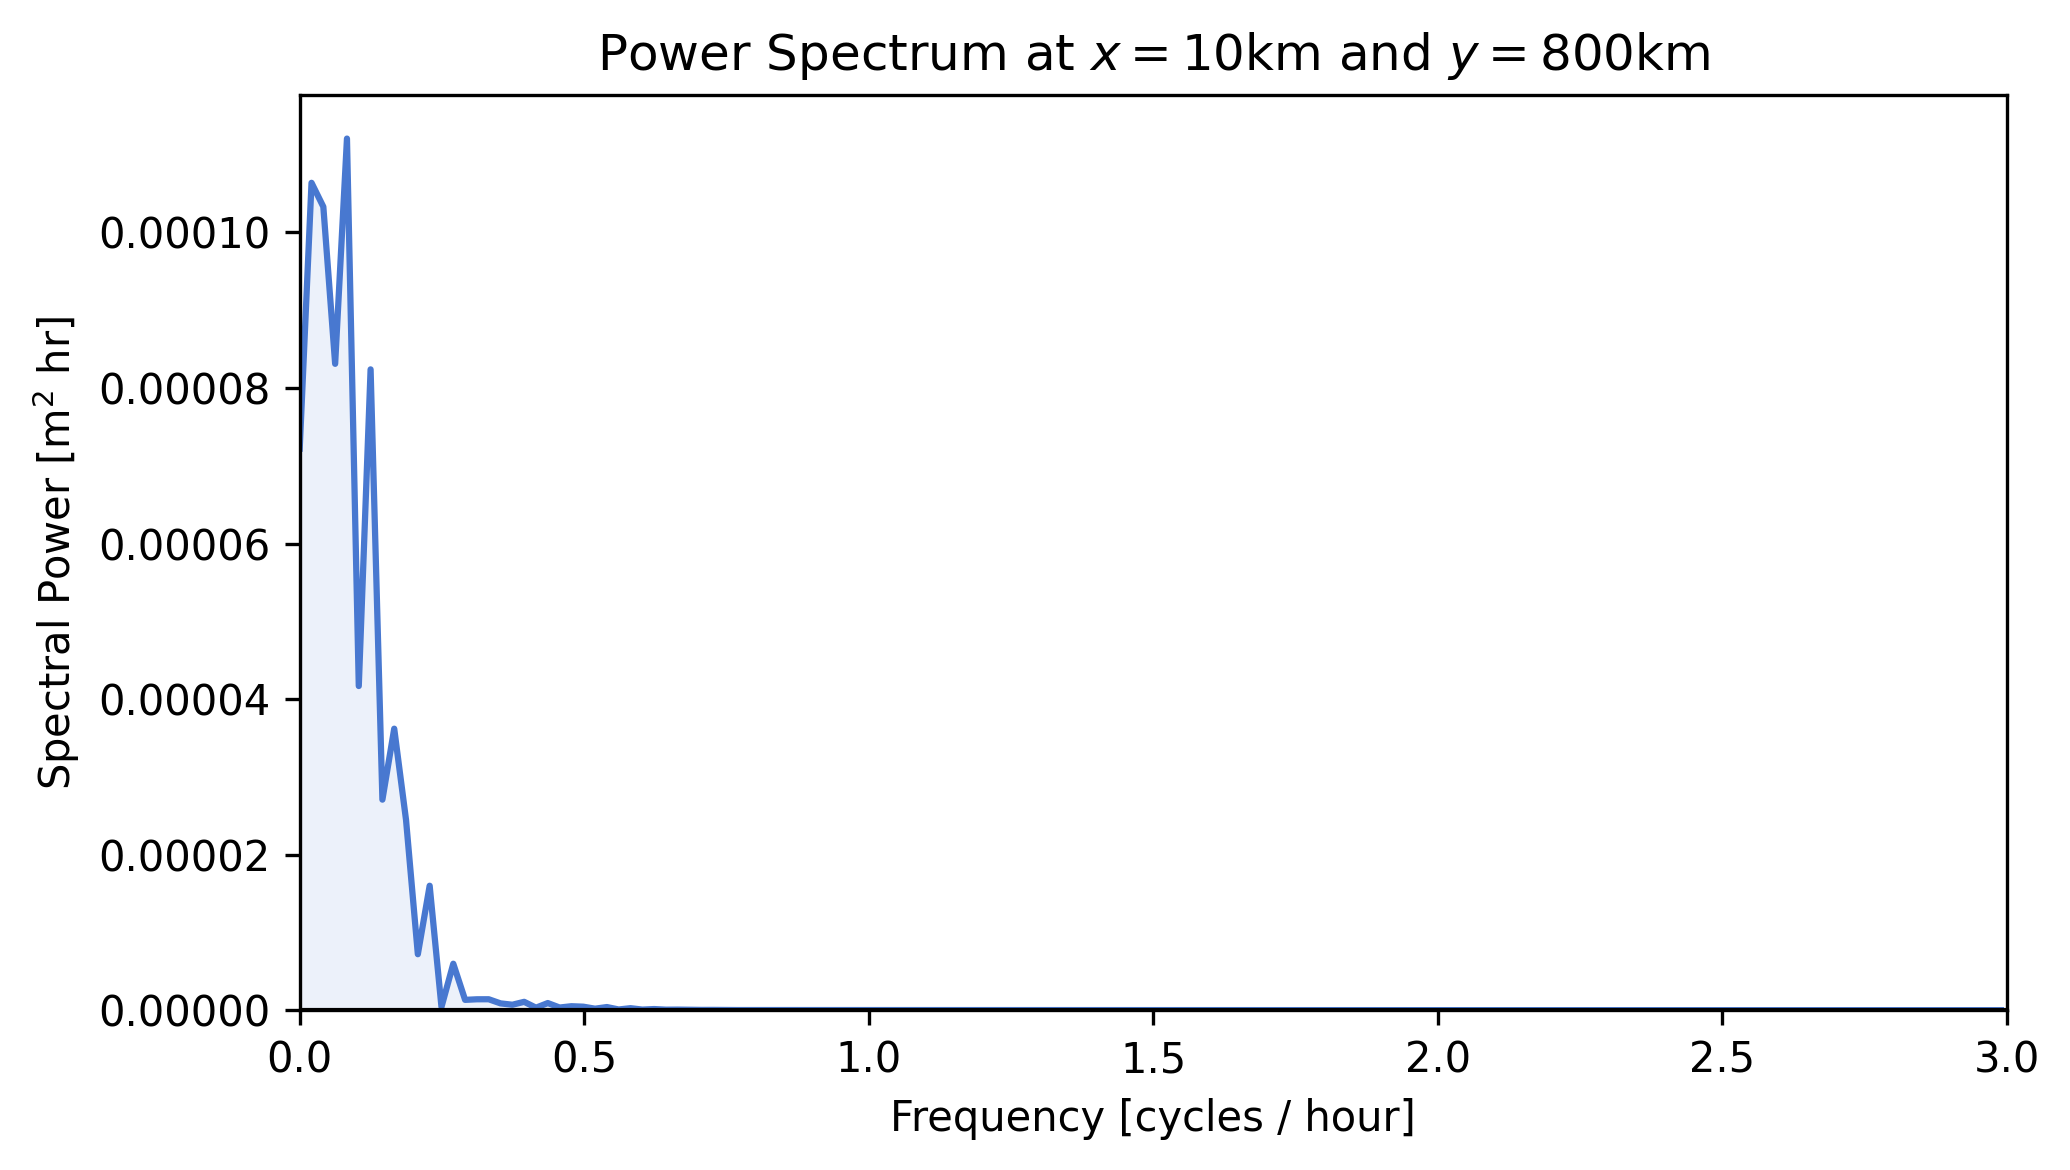 Power Spectrum at x = 10km and y = 800km
Spectral Power [m² hr]
0.00010
0.00008
0.00006
0.00004
0.00002
0.00000
0.0 0.5 1.0 1.5 2.0 2.5 3.0
Frequency [cycles / hour]